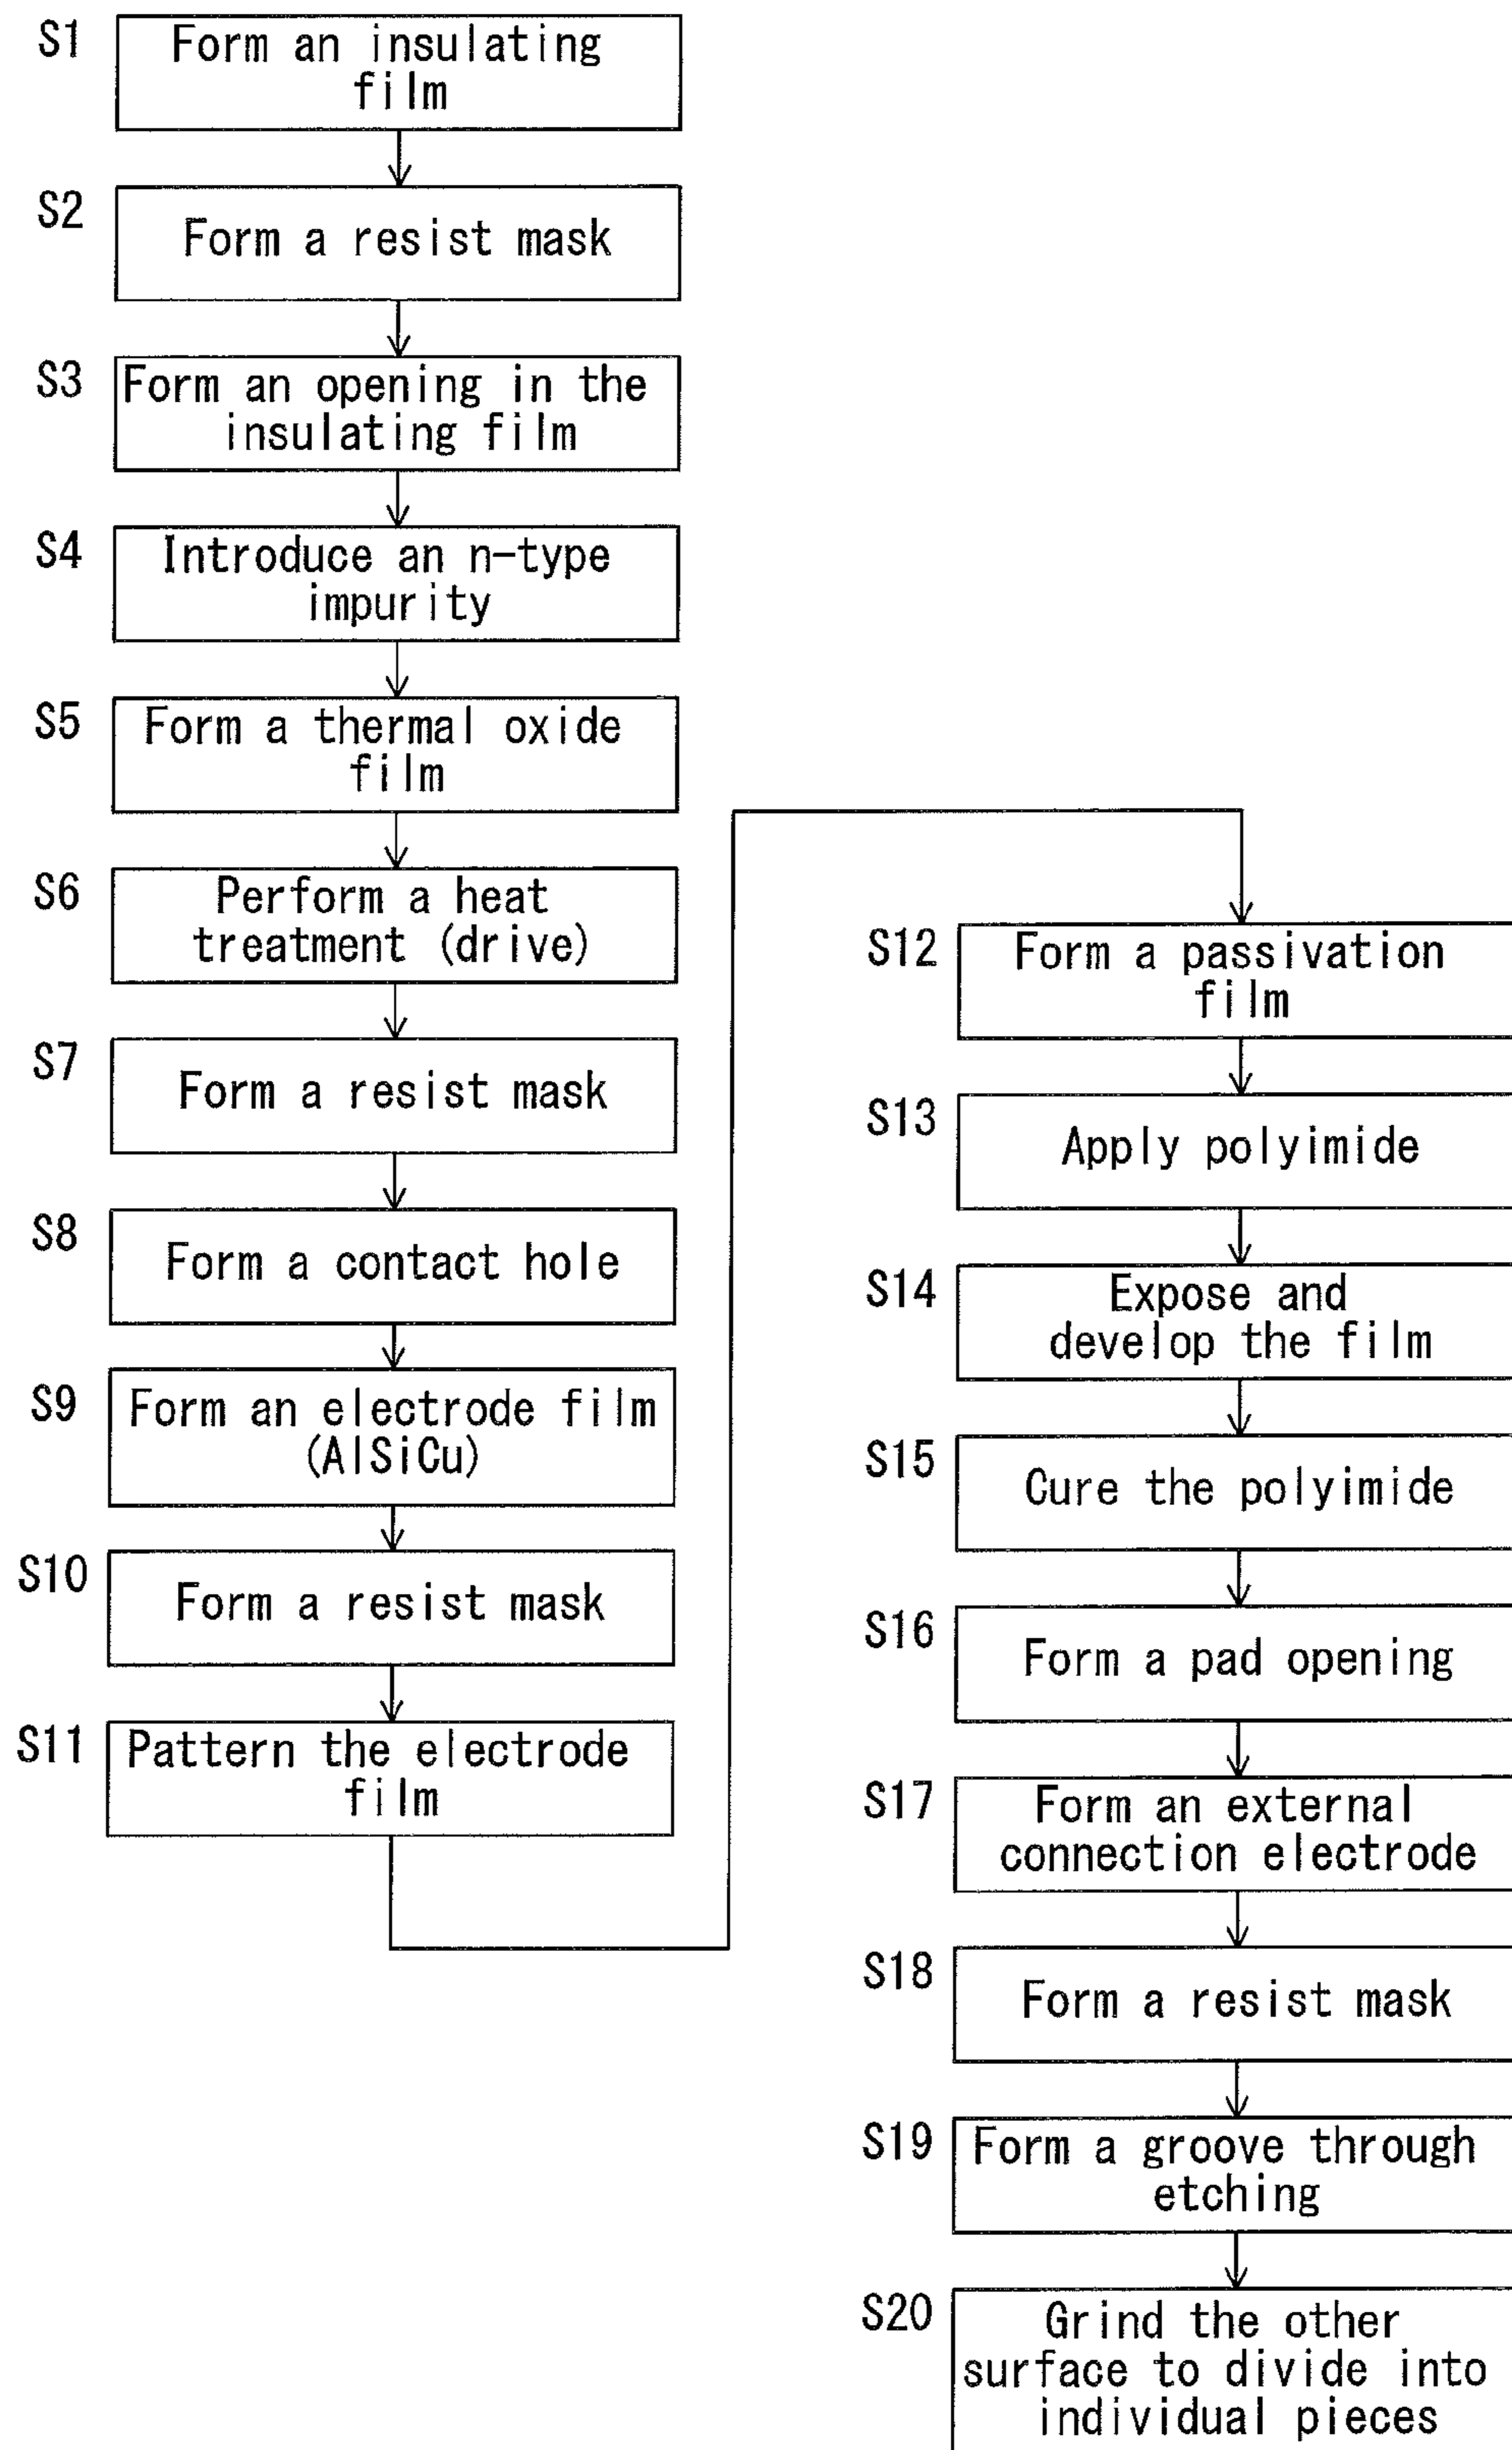 S1
Form an insulating
film
S2
Form a resist mask
S3
Form an opening in the
insulating film
S4
Introduce an n-type
impurity
S5
Form a thermal oxide
film
S6
Perform a heat
treatment (drive)
S7
Form a resist mask
S8
Form a contact hole
S9
Form an electrode film
(AlSiCu)
S10
Form a resist mask
S11
Pattern the electrode
film
S12
Form a passivation
film
S13
Apply polyimide
S14
Expose and
develop the film
S15
Cure the polyimide
S16
Form a pad opening
S17
Form an external
connection electrode
S18
Form a resist mask
S19
Form a groove through
etching
S20
Grind the other
surface to divide into
individual pieces